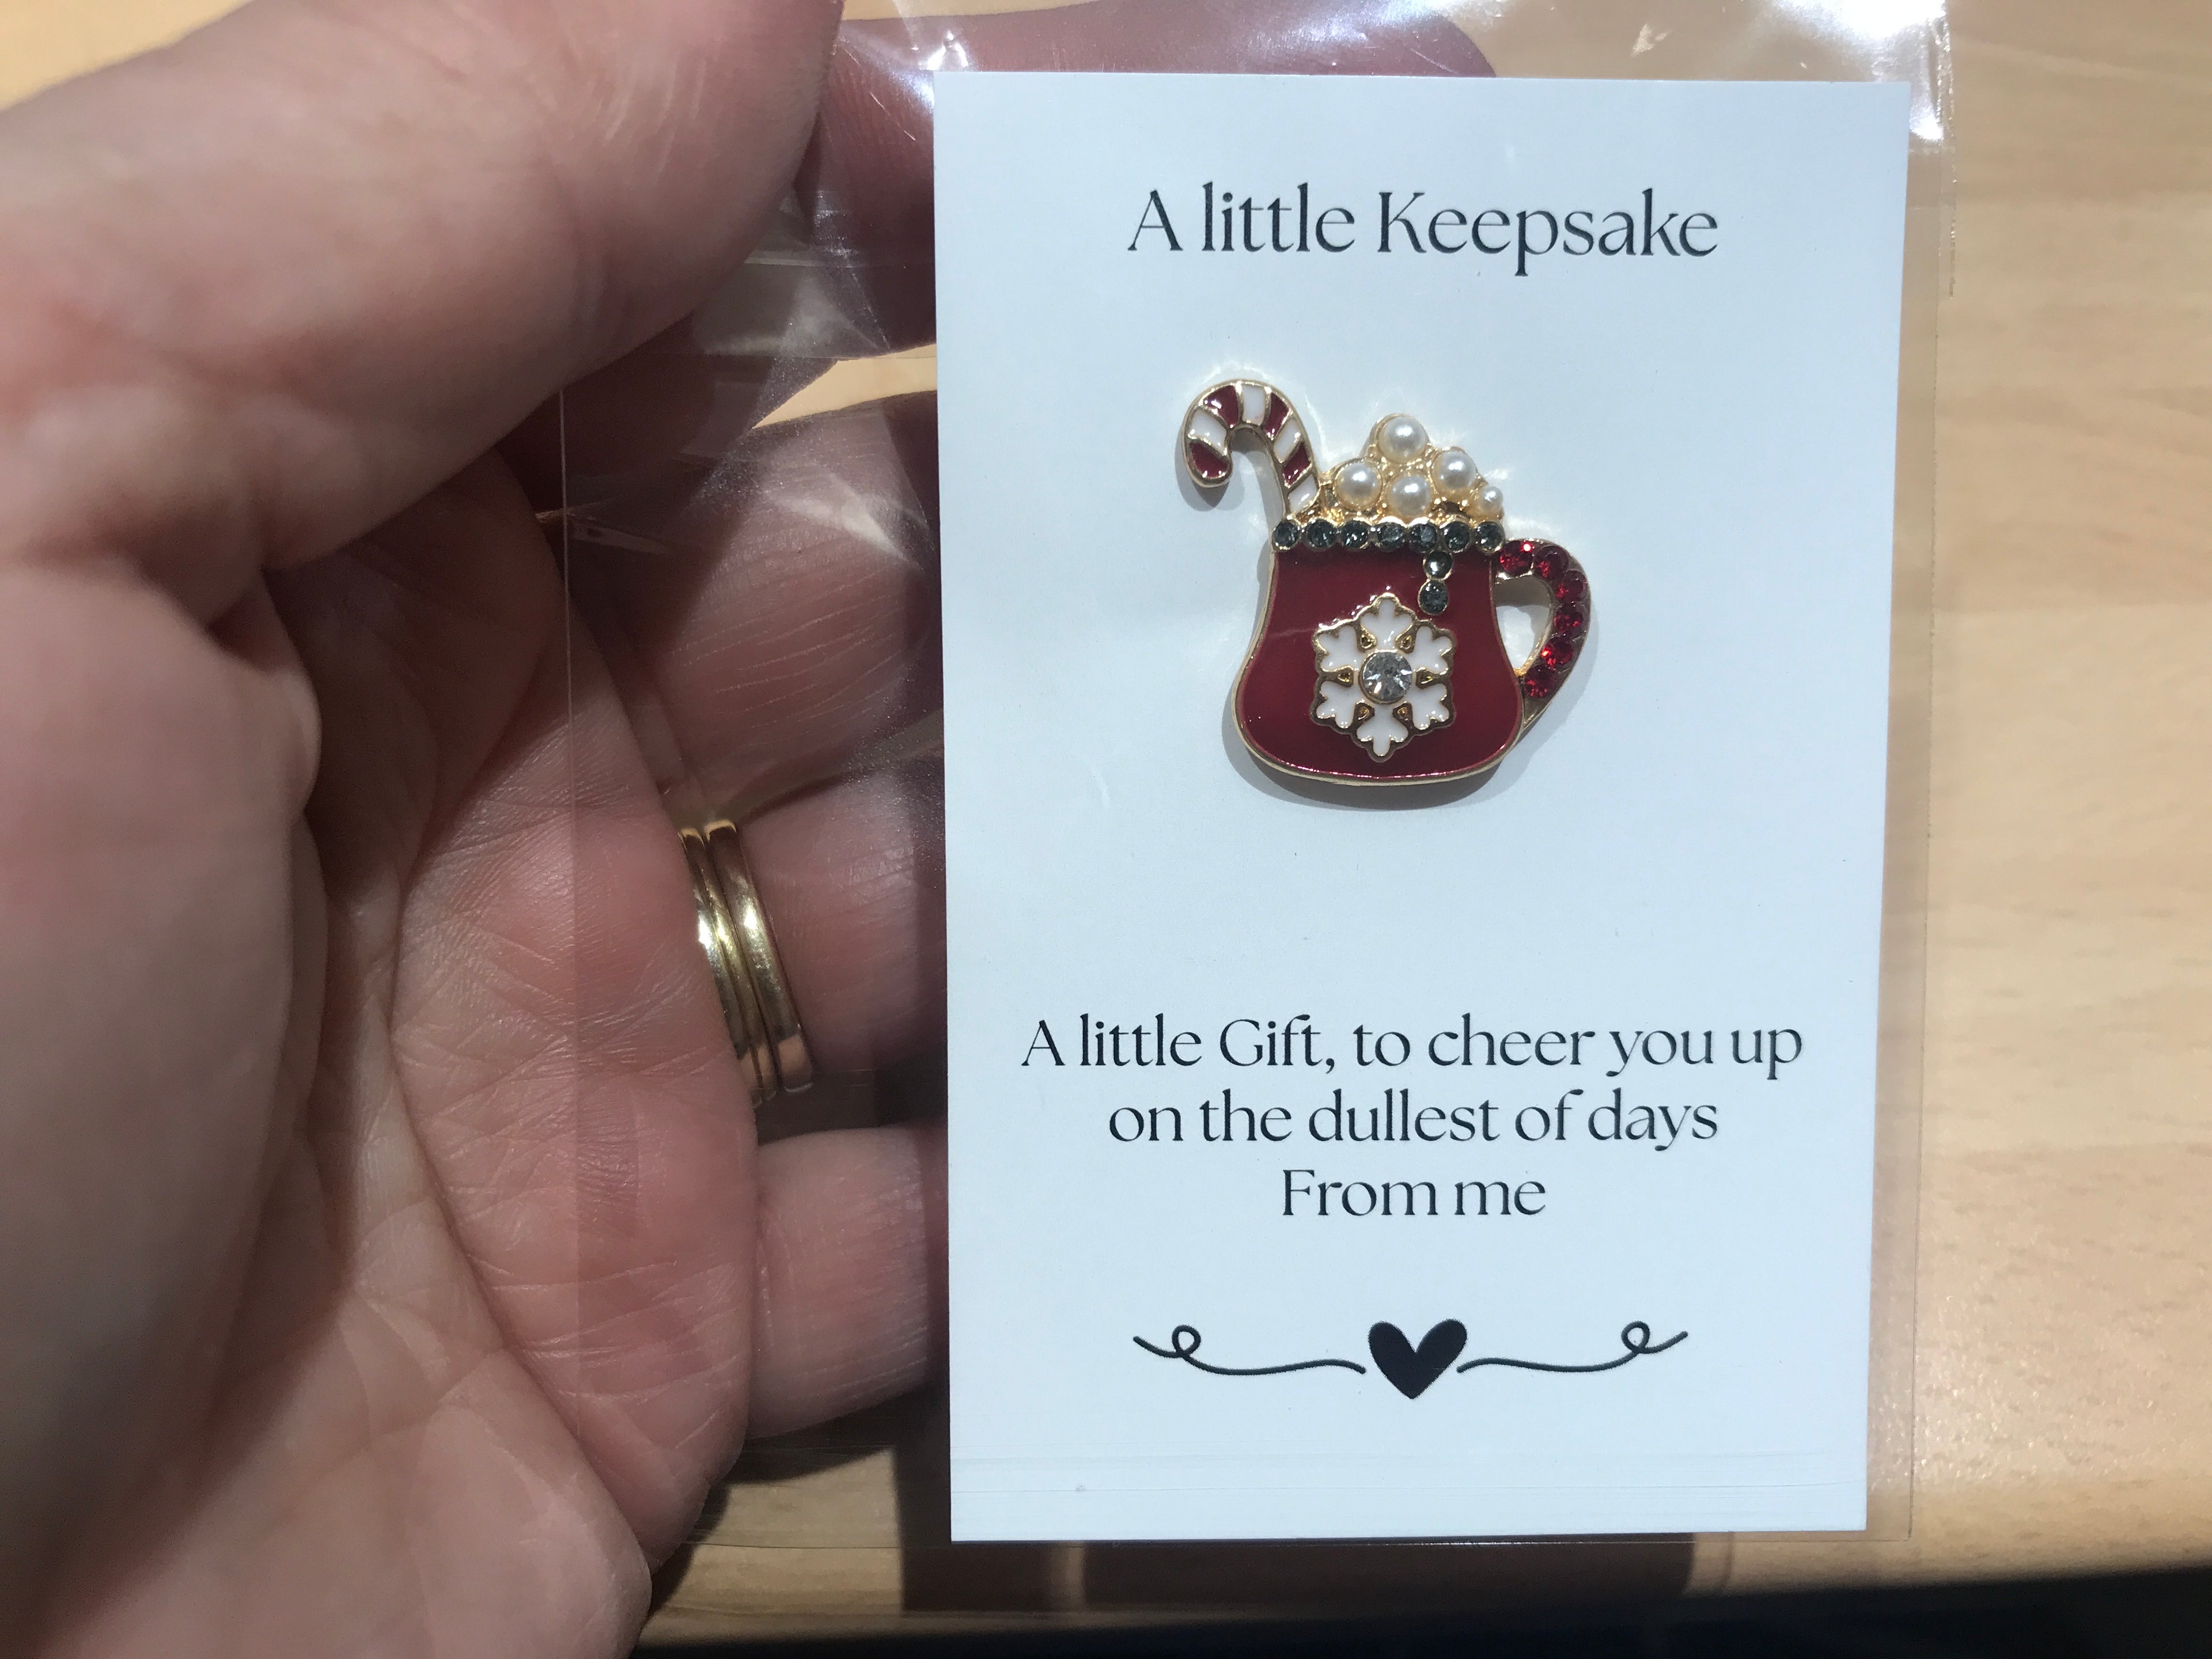 A little Keepsake
A little Gift, to cheer you up
on the dullest of days
From me